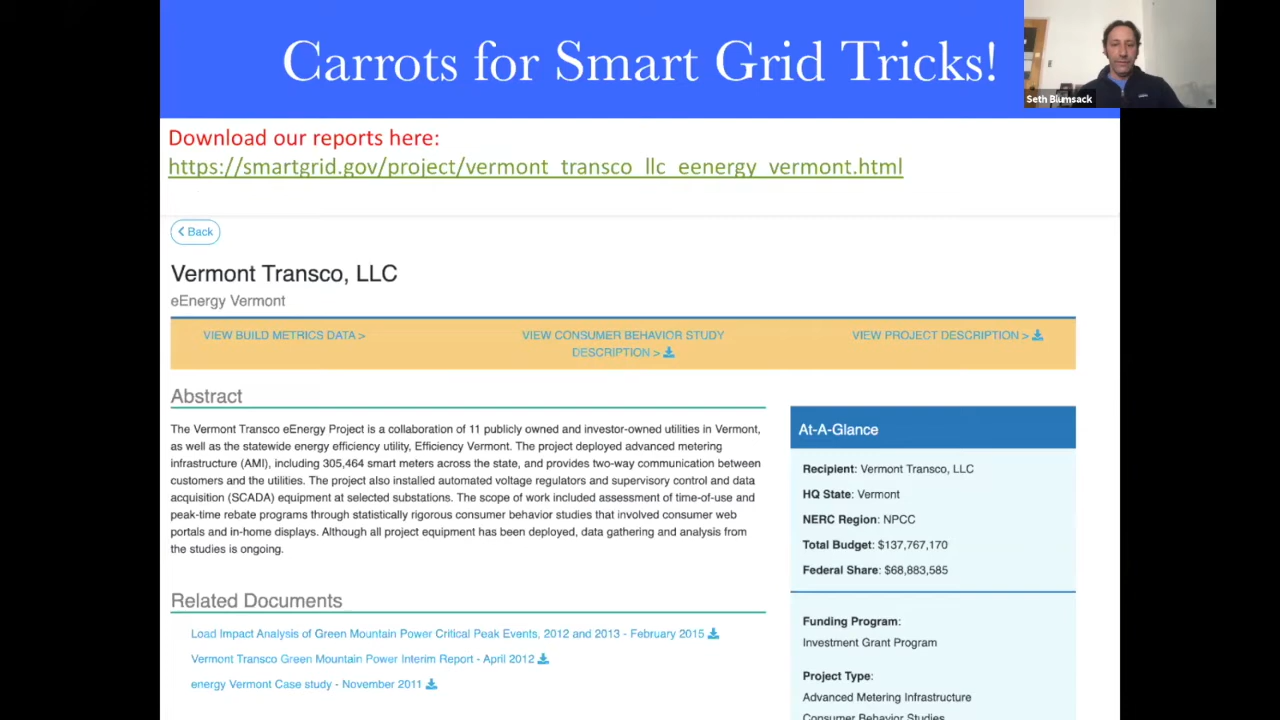 Carrots for Smart Grid Tricks!
Seth Blumsack
Download our reports here:
https://smartgrid.gov/project/vermont_transco_llc_eenergy_vermont.html
Back
Vermont Transco, LLC
eEnergy Vermont
VIEW BUILD METRICS DATA >
VIEW CONSUMER BEHAVIOR STUDY
DESCRIPTION >
VIEW PROJECT DESCRIPTION >
Abstract
The Vermont Transco eEnergy Project is a collaboration of 11 publicly owned and investor-owned utilities in Vermont,
as well as the statewide energy efficiency utility, Efficiency Vermont. The project deployed advanced metering
infrastructure (AMI), including 305,464 smart meters across the state, and provides two-way communication between
customers and the utilities. The project also installed automated voltage regulators and supervisory control and data
acquisition (SCADA) equipment at selected substations. The scope of work included assessment of time-of-use and
peak-time rebate programs through statistically rigorous consumer behavior studies that involved consumer web
portals and in-home displays. Although all project equipment has been deployed, data gathering and analysis from
the studies is ongoing.
Related Documents
Load Impact Analysis of Green Mountain Power Critical Peak Events, 2012 and 2013 - February 2015
Vermont Transco Green Mountain Power Interim Report - April 2012
energy Vermont Case study - November 2011
At-A-Glance
Recipient: Vermont Transco, LLC
HQ State: Vermont
NERC Region: NPCC
Total Budget: $137,767,170
Federal Share: $68,883,585
Funding Program:
Investment Grant Program
Project Type:
Advanced Metering Infrastructure
Consumer Behavior Studies